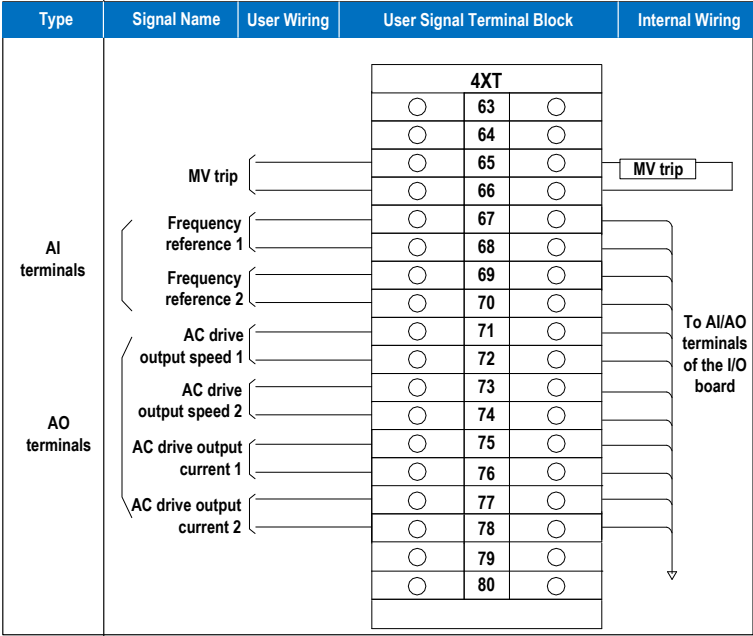 Type
Signal Name
User Wiring
User Signal Terminal Block
Internal Wiring
4XT
63
64
65
66
67
68
69
70
71
72
73
74
75
76
77
78
79
80
MV trip
Frequency
reference 1
Frequency
reference 2
AC drive
output speed 1
AC drive
output speed 2
AC drive output
current 1
AC drive output
current 2
AI
terminals
AO
terminals
MV trip
To AI/AO
terminals
of the I/O
board